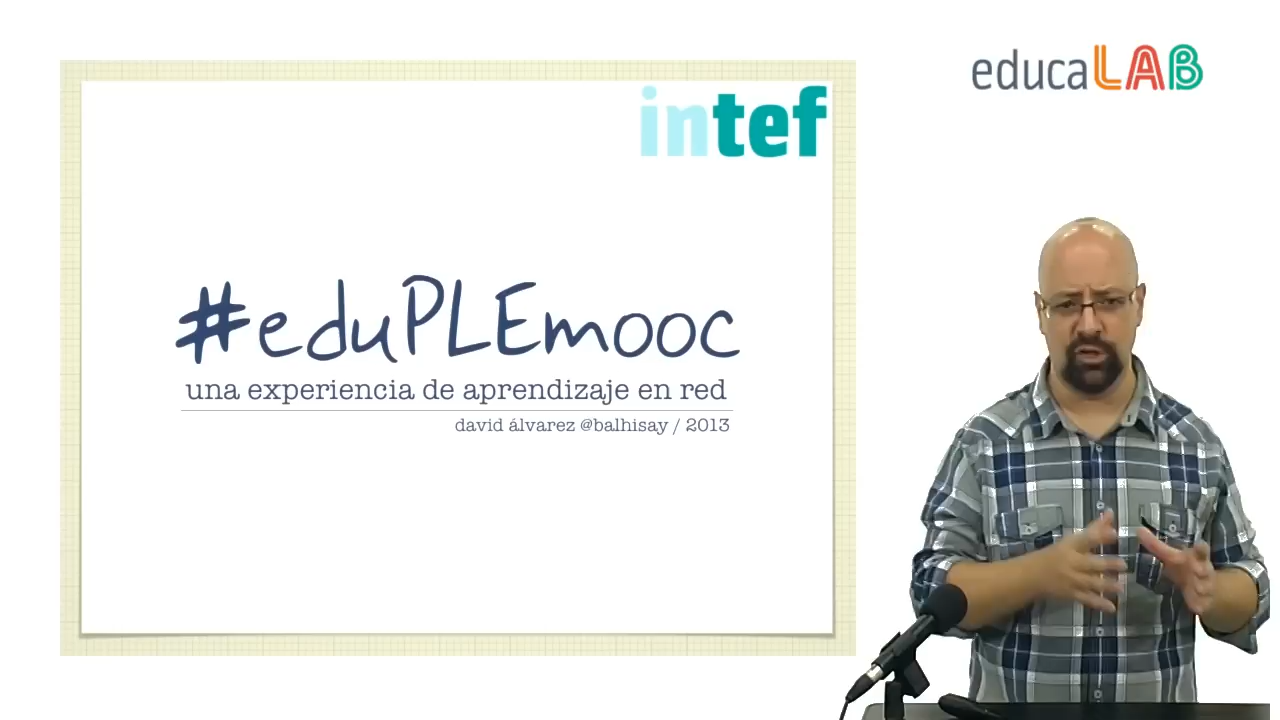 educaLAB
intef
#eduPLEmooc
una experiencia de aprendizaje en red
david álvarez @balhisay / 2013